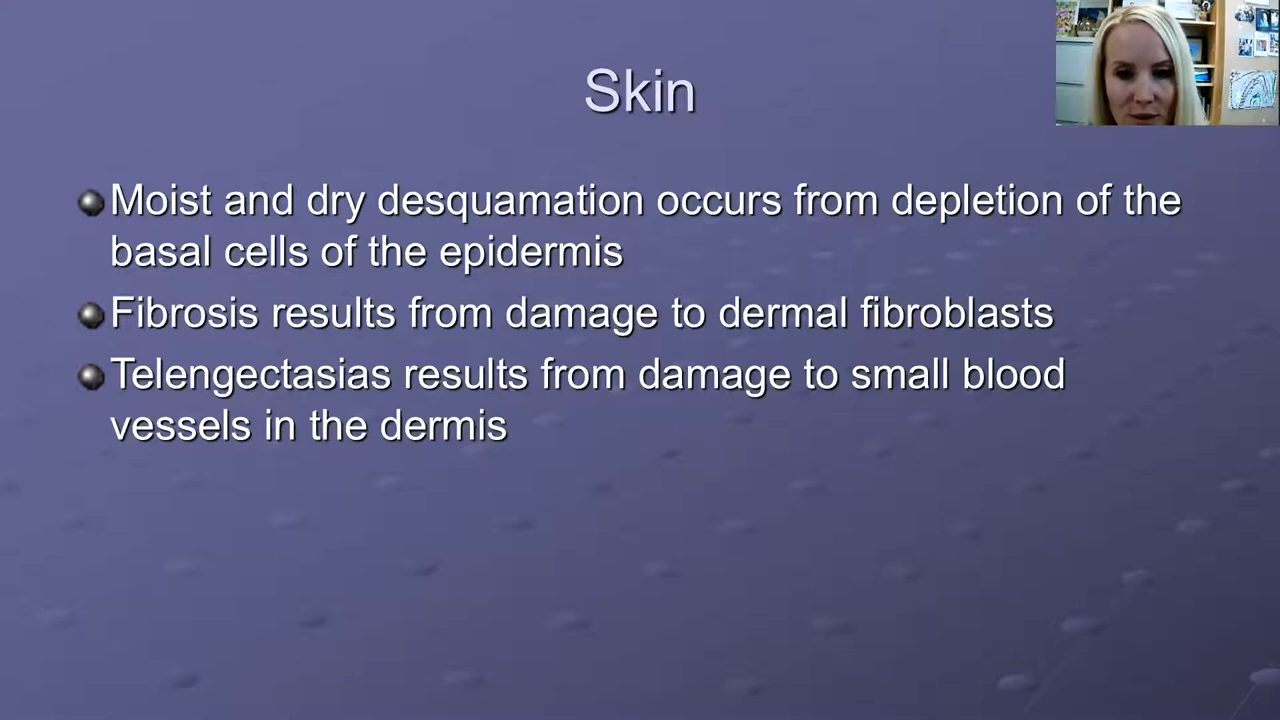 Skin
Moist and dry desquamation occurs from depletion of the
basal cells of the epidermis
Fibrosis results from damage to dermal fibroblasts
Telengectasias results from damage to small blood
vessels in the dermis